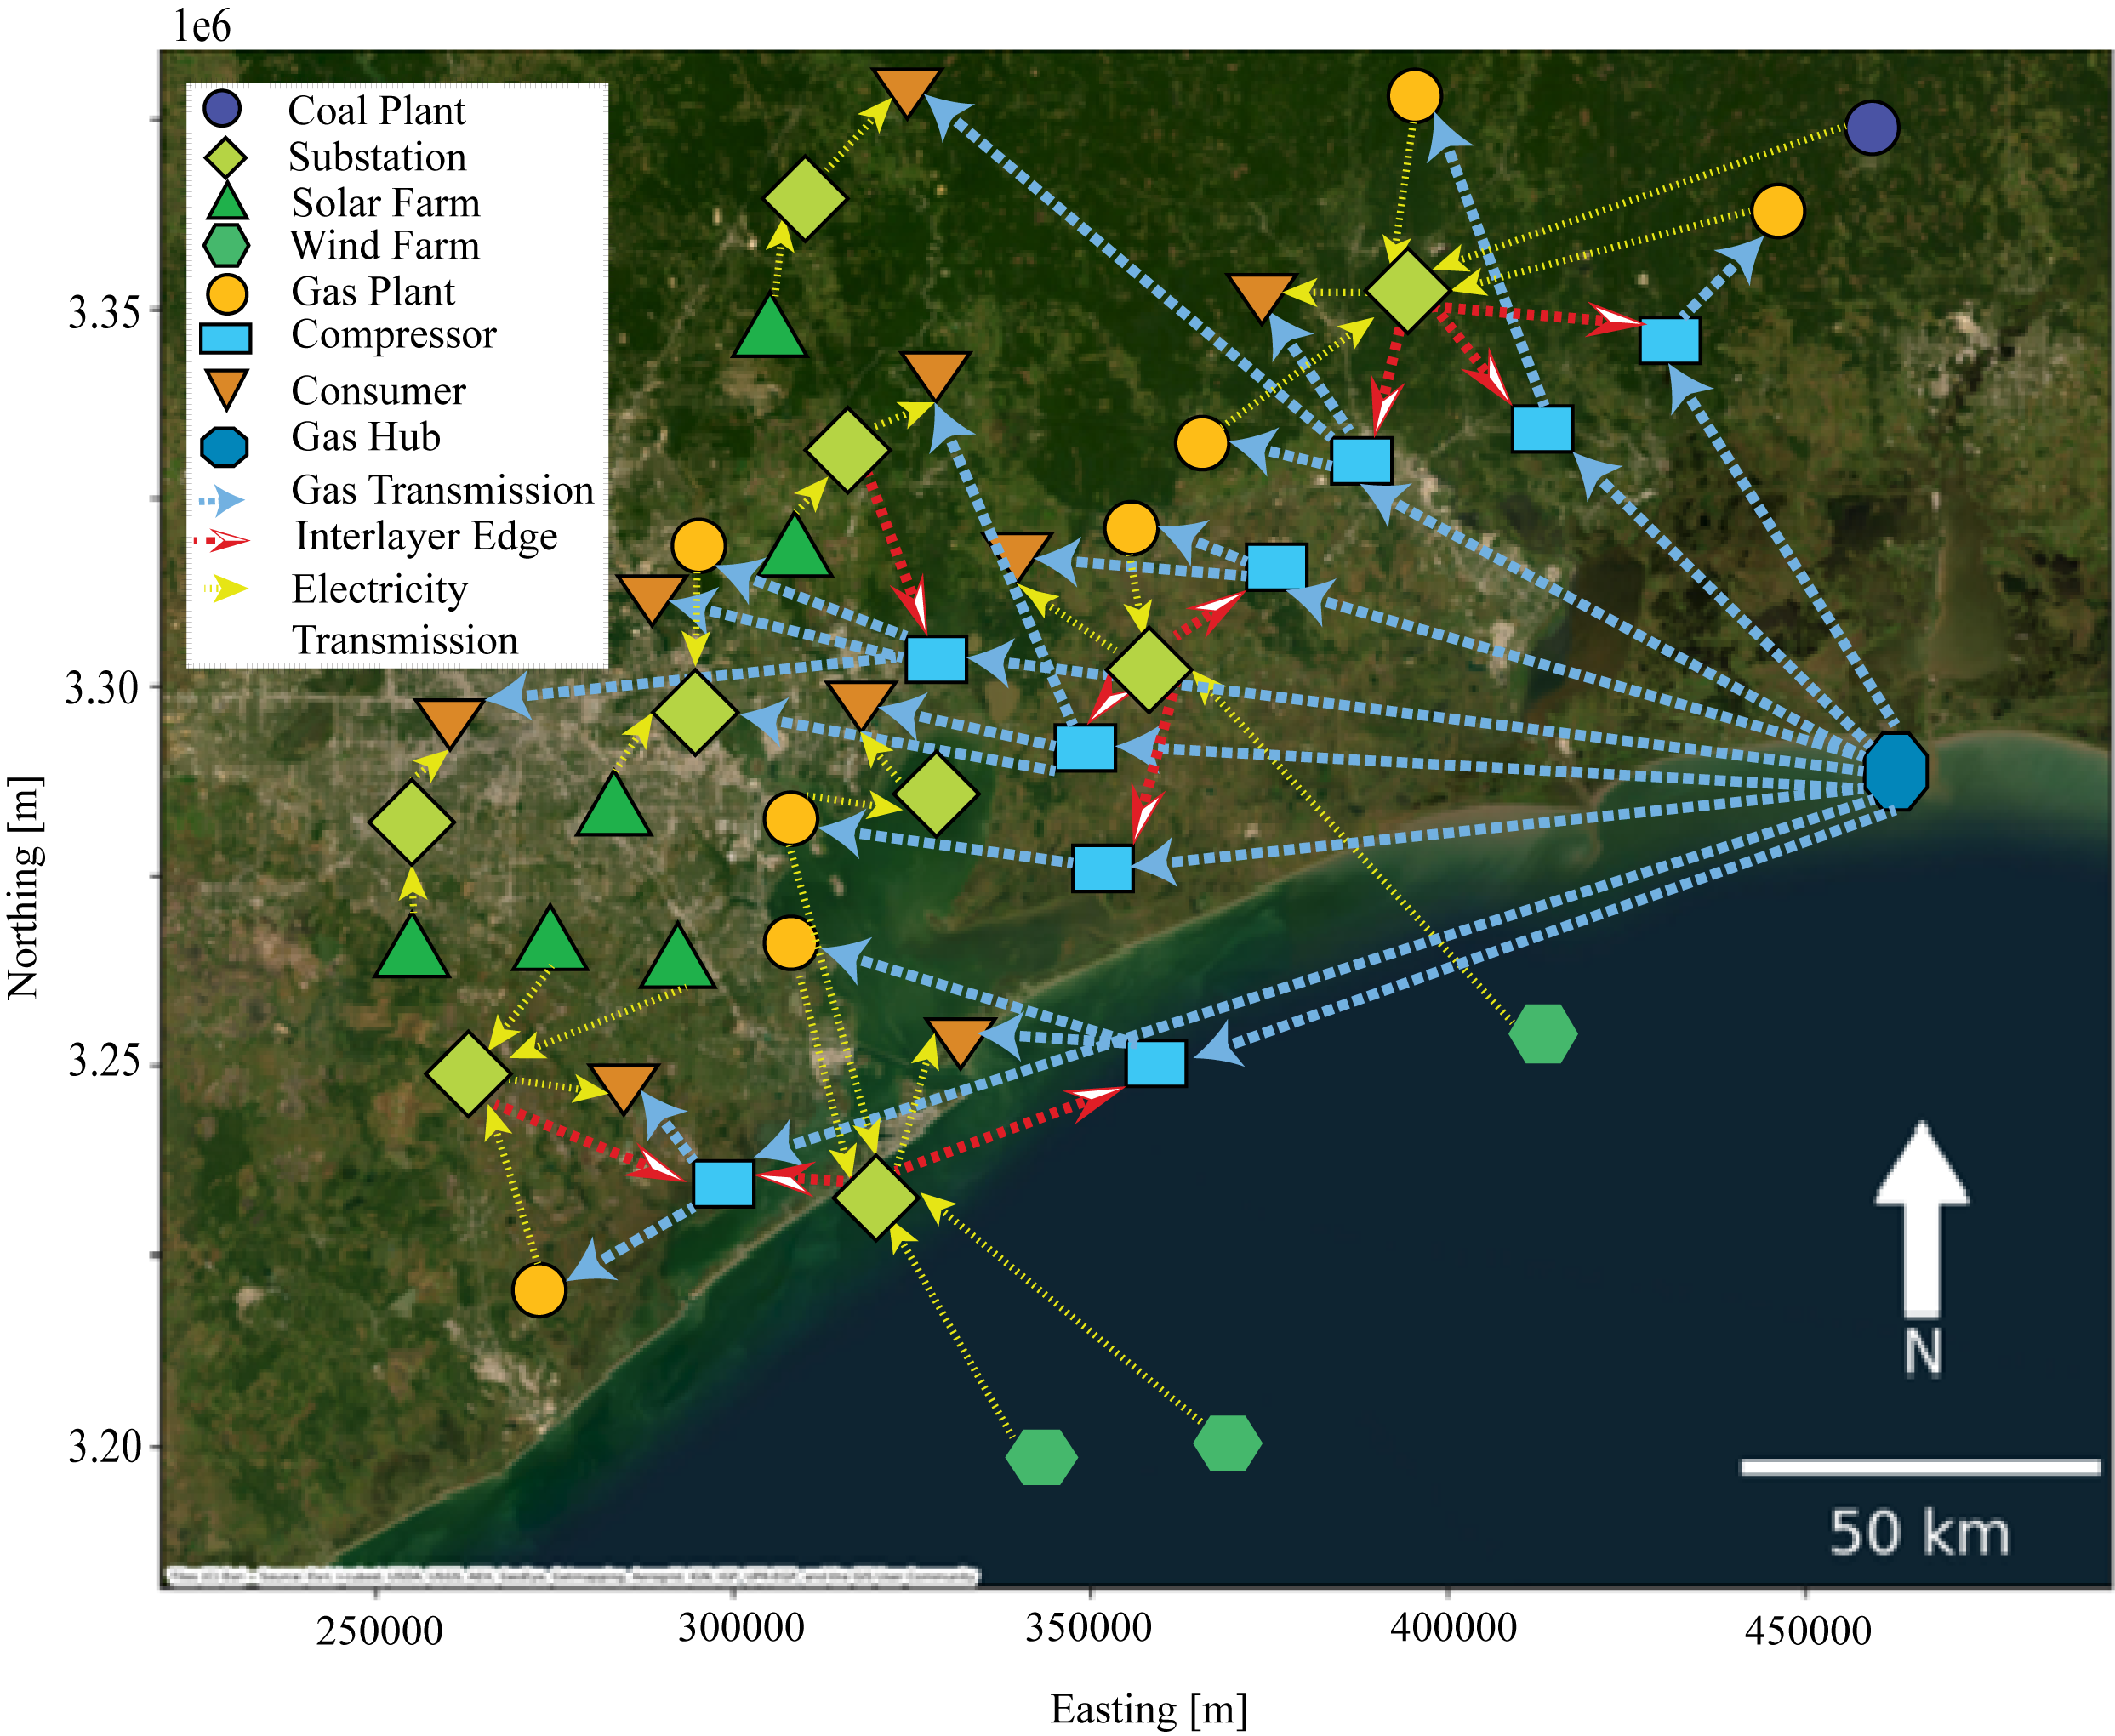 1e6
Coal Plant
Substation
Solar Farm
Wind Farm
Gas Plant
Compressor
Consumer
Gas Hub
Gas Transmission
Interlayer Edge
Electricity
Transmission
3.35
3.30
3.25
3.20
Northing [m]
N
50 km
250000
300000
350000
400000
450000
Easting [m]